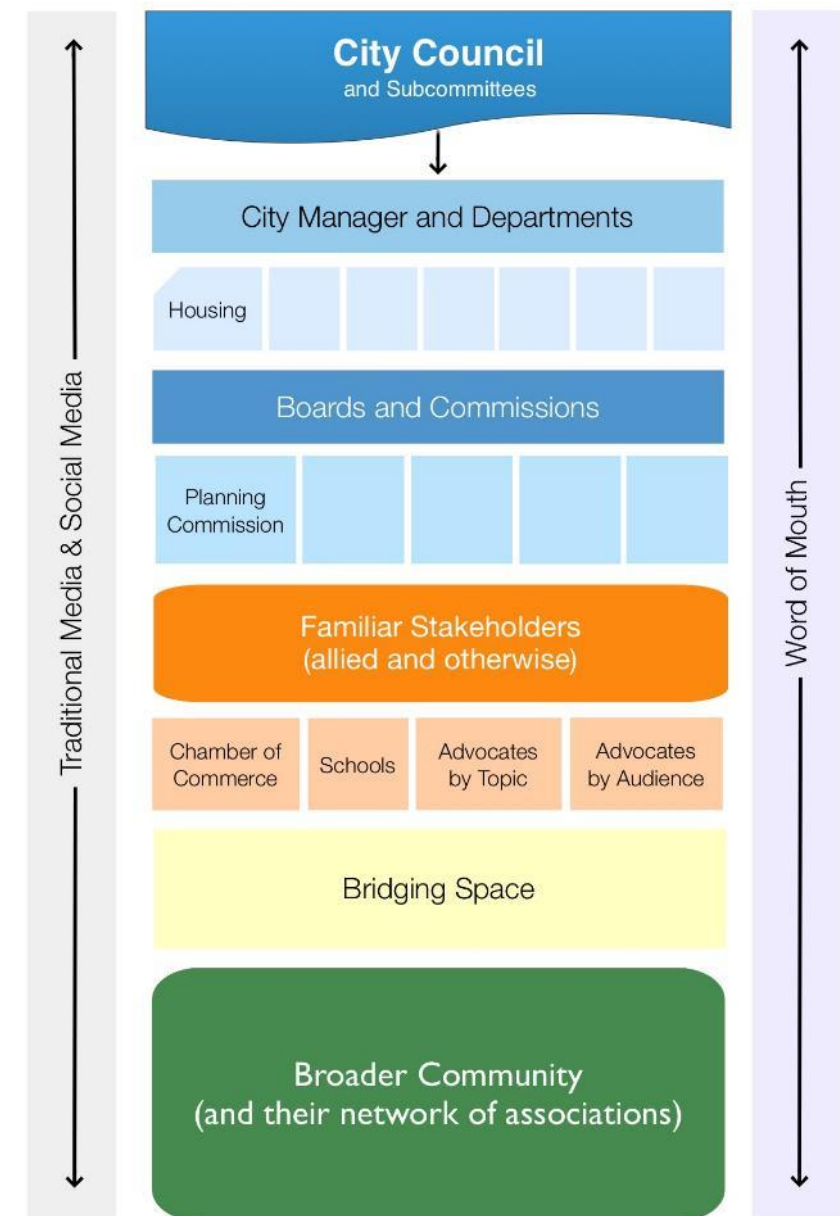 City Council
and Subcommittees
City Manager and Departments
Housing
Boards and Commissions
Planning
Commission
Familiar Stakeholders
(allied and otherwise)
Chamber of
Commerce
Schools
Advocates
by Topic
Advocates
by Audience
Bridging Space
Broader Community
(and their network of associations)
Traditional Media & Social Media
Word of Mouth